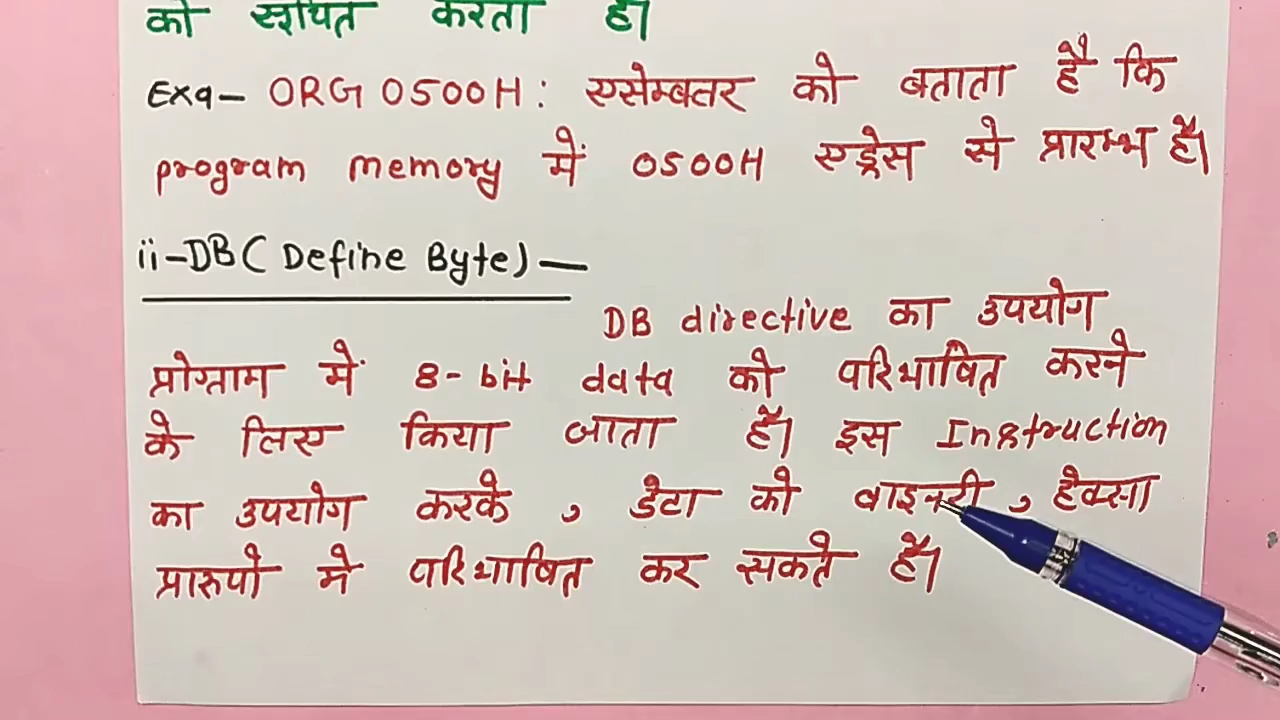 को स्थापित करता है।
Exa- ORG 0500H: एसेम्बलर को बताता है कि
program memory में 0500H एड्रेस से प्रारम्भ है।
ii-DB( Define Byte) —
DB directive का उपयोग
प्रोग्राम में 8-bit data को परिभाषित करने
के लिए किया जाता है। इस Instruction
का उपयोग करके , डेटा को बाइनरी , हेक्सा
प्रारूपो मे परिभाषित कर सकते है।